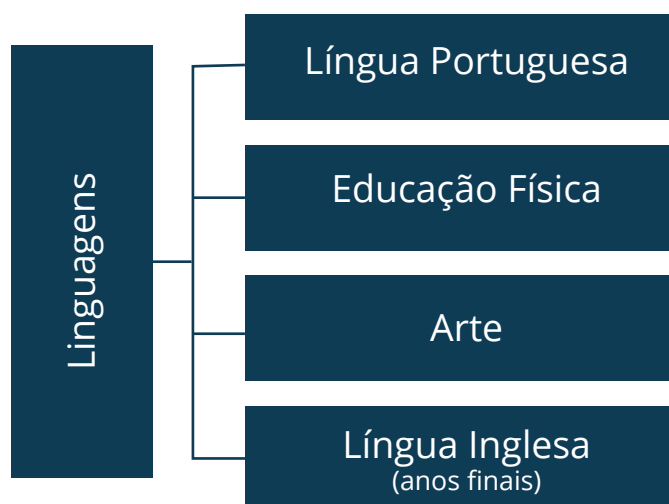 Linguagens
Língua Portuguesa
Educação Física
Arte
Língua Inglesa
(anos finais)